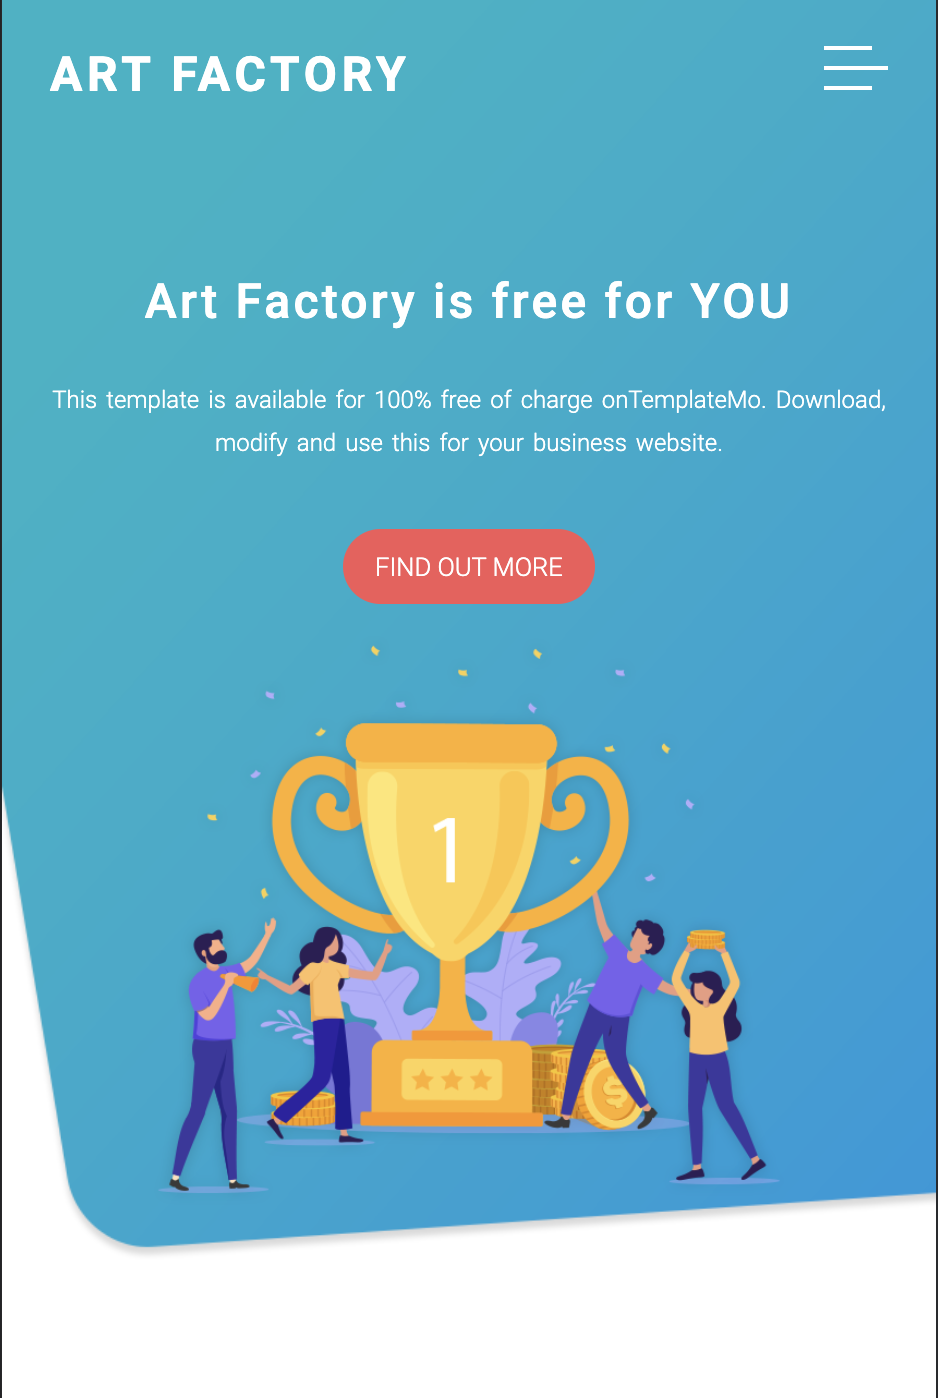 ART FACTORY
Art Factory is free for YOU
This template is available for 100% free of charge onTemplateMo. Download,
modify and use this for your business website.
FIND OUT MORE
1
$